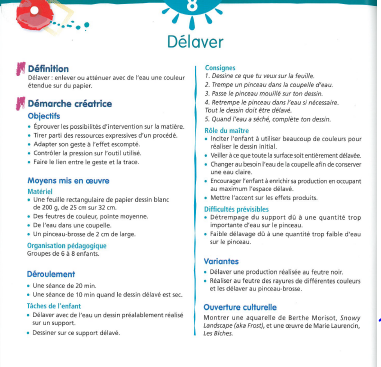 8
Délaver
Définition
Délaver : enlever ou atténuer avec de l'eau une couleur
étendue sur du papier.
Démarche créatrice
Objectifs
• Éprouver les possibilités d'intervention sur la matière.
• Tirer parti des ressources expressives d'un procédé.
• Adapter son geste à l'effet escompté.
• Contrôler la pression sur l'outil utilisé.
• Faire le lien entre le geste et la trace.
Moyens mis en œuvre
Matériel
• Une feuille rectangulaire de papier dessin blanc
de 200 g, de 25 cm sur 32 cm.
• Des feutres de couleur, pointe moyenne.
• De l'eau dans une coupelle.
• Un pinceau-brosse de 2 cm de large.
Organisation pédagogique
Groupes de 6 à 8 enfants.
Déroulement
• Une séance de 20 min.
• Une séance de 10 min quand le dessin délavé est sec.
Tâches de l'enfant
• Délaver avec de l'eau un dessin préalablement réalisé
sur un support.
• Dessiner sur ce support délavé.
Consignes
1. Dessine ce que tu veux sur la feuille.
2. Trempe un pinceau dans la coupelle d'eau.
3. Passe le pinceau mouillé sur ton dessin.
4. Retrempe le pinceau dans l'eau si nécessaire.
Tout le dessin doit être délavé.
5. Quand l'eau a séché, complète ton dessin.
Rôle du maître
• Inciter l'enfant à utiliser beaucoup de couleurs pour
réaliser le dessin initial.
• Veiller à ce que toute la surface soit entièrement délavée.
• Changer au besoin l'eau de la coupelle afin de conserver
une eau claire.
• Encourager l'enfant à enrichir sa production en occupant
au maximum l'espace délavé.
• Mettre l'accent sur les effets produits.
Difficultés prévisibles
• Détrempage du support dû à une quantité trop
importante d'eau sur le pinceau.
• Faible délavage dû à une quantité trop faible d'eau
sur le pinceau.
Variantes
• Délaver une production réalisée au feutre noir.
• Réaliser au feutre des rayures de différentes couleurs
et les délaver au pinceau-brosse.
Ouverture culturelle
Montrer une aquarelle de Berthe Morisot, Snowy
Landscape (aka Frost), et une œuvre de Marie Laurencin,
Les Biches.